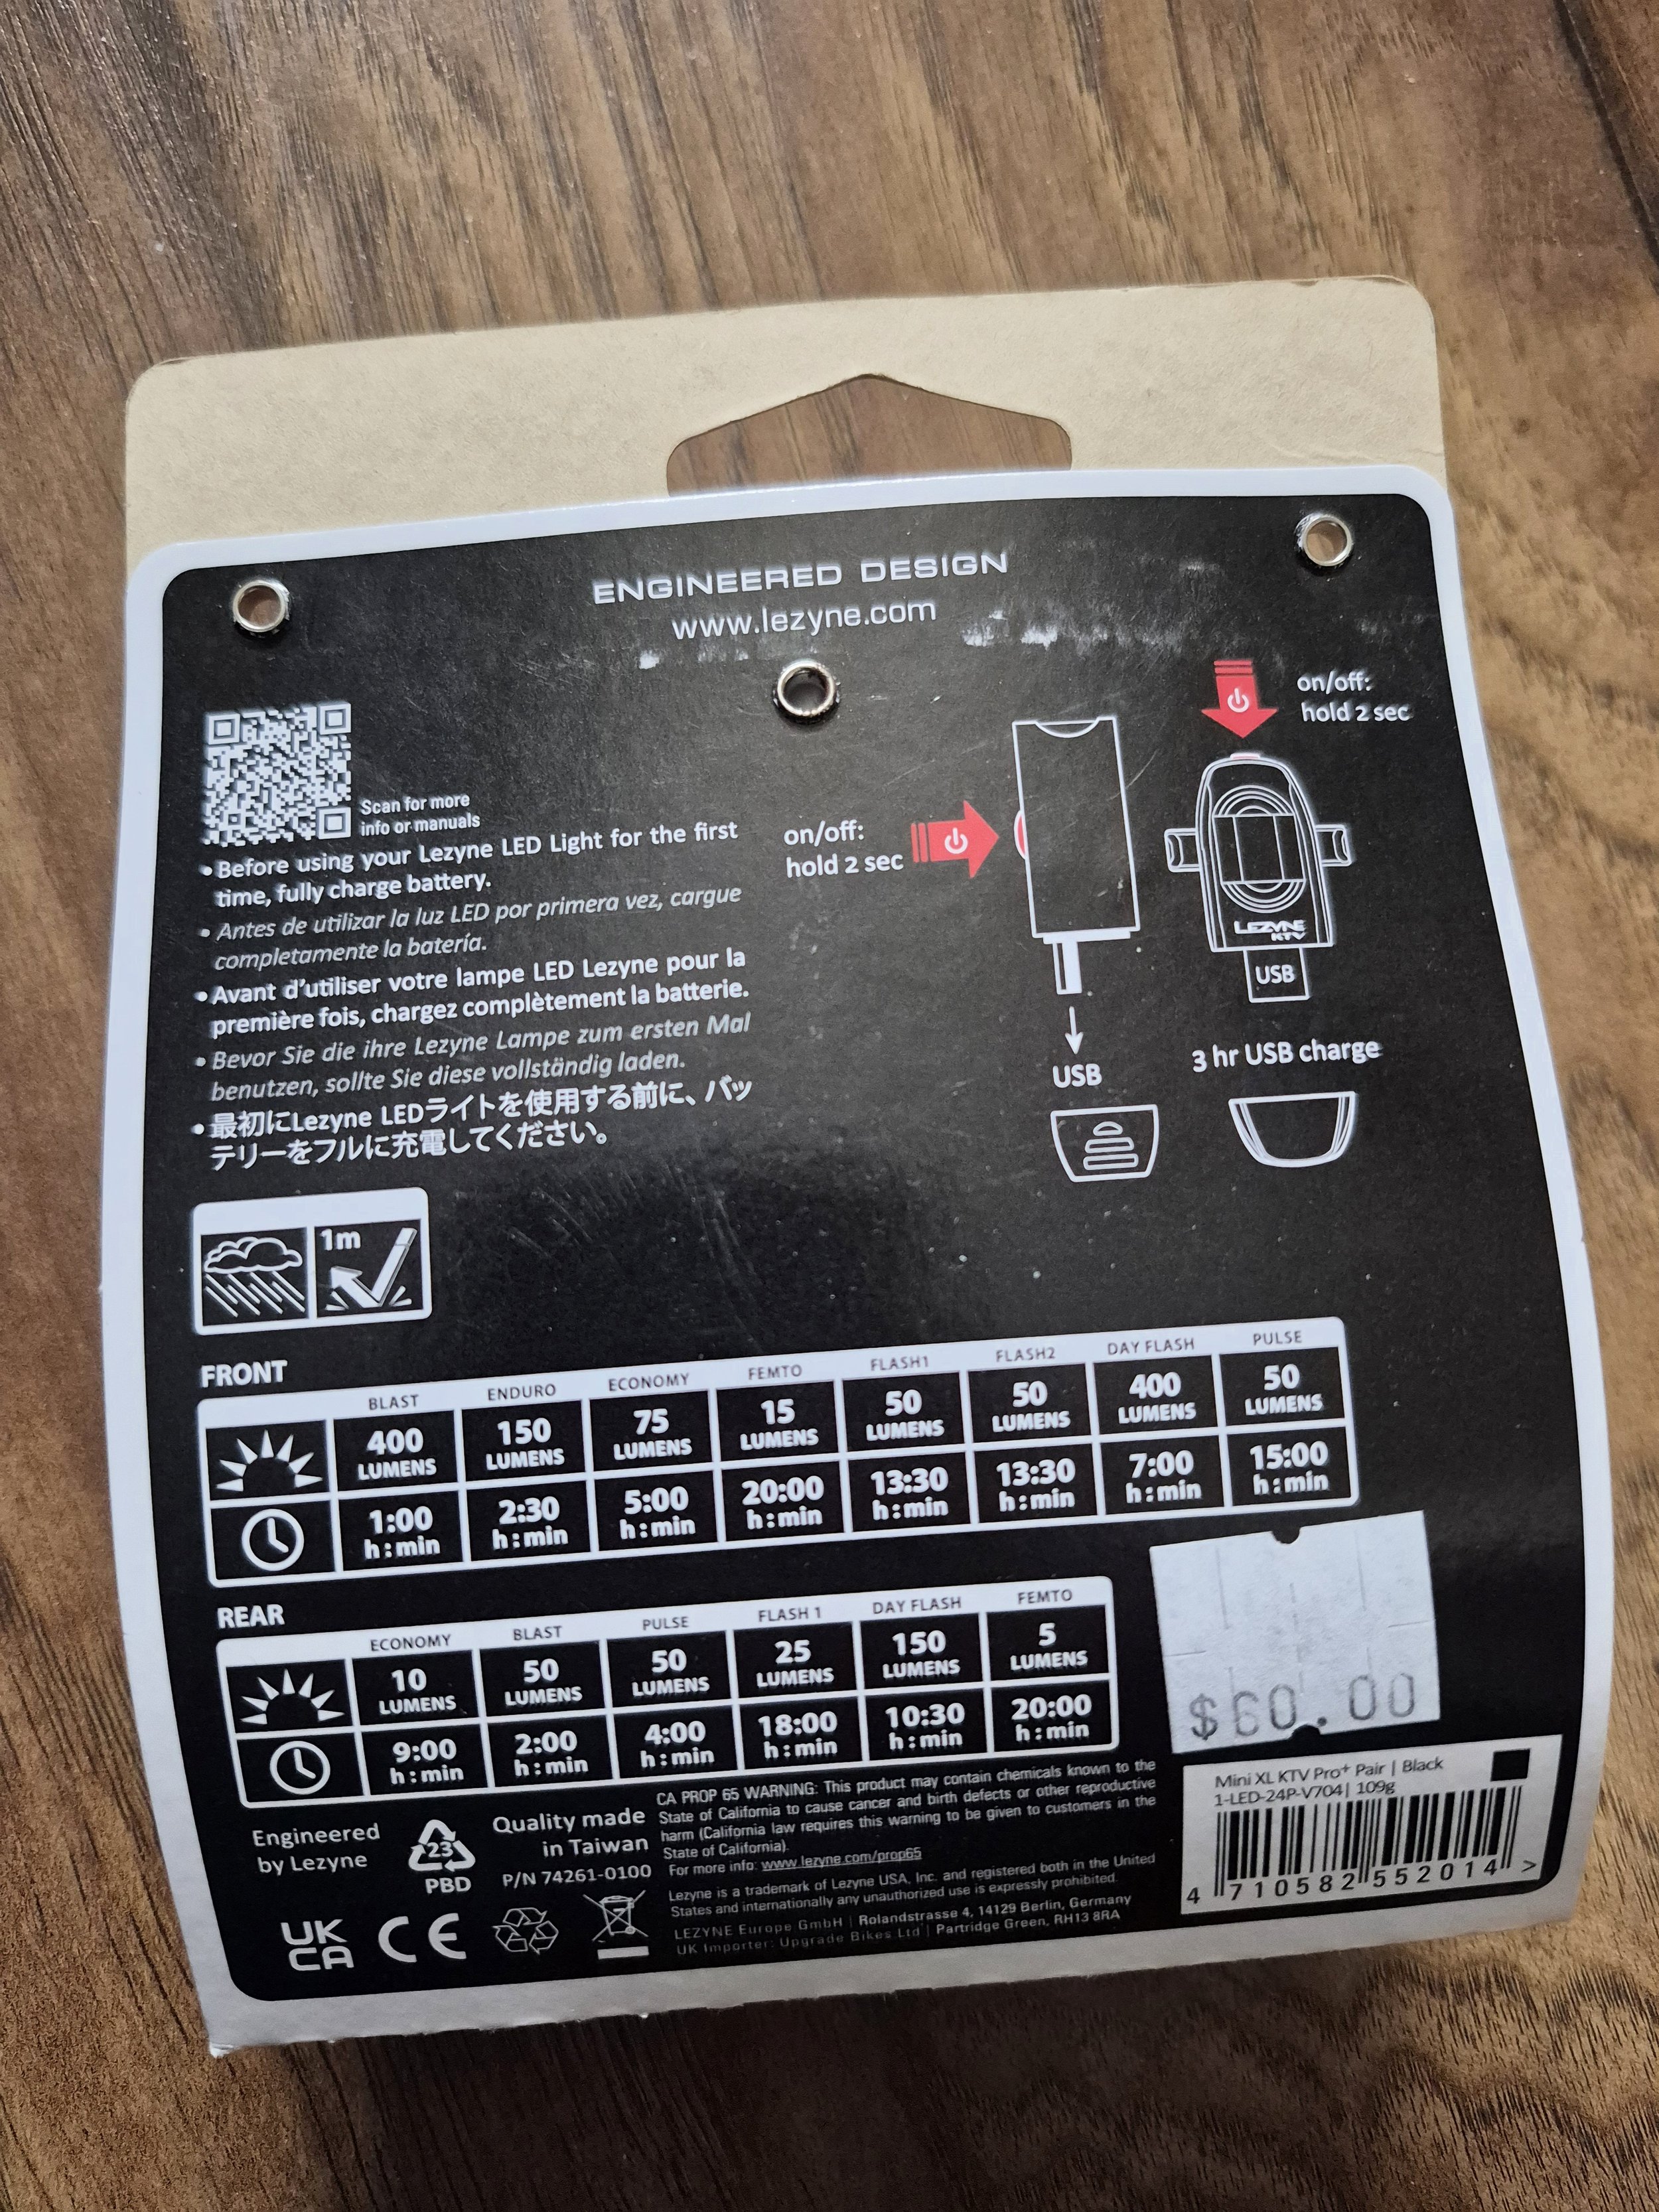 ENGINEERED DESIGN
www.lezyne.com
on/off:
hold 2 sec
Scan for more
info or manuals
• Before using your Lezyne LED Light for the first
time, fully charge battery.
• Antes de utilizar la luz LED por primera vez, cargue
completamente la batería.
• Avant d'utiliser votre lampe LED Lezyne pour la
première fois, chargez complètement la batterie.
• Bevor Sie die ihre Lezyne Lampe zum ersten Mal
benutzen, sollte Sie diese vollständig laden.
• 最初にLezyne LEDライトを使用する前に、バッ
テリーをフルに充電してください。
on/off:
hold 2 sec
LEZYNE
KTV
USB
USB
3 hr USB charge
1m
FRONT
BLAST ENDURO ECONOMY FEMTO FLASH1 FLASH2 DAY FLASH PULSE
400 150 75 15 50 50 400 50
LUMENS LUMENS LUMENS LUMENS LUMENS LUMENS LUMENS LUMENS
1:00 2:30 5:00 20:00 13:30 13:30 7:00 15:00
h:min h:min h:min h:min h:min h:min h:min h:min
REAR
ECONOMY BLAST PULSE FLASH 1 DAY FLASH FEMTO
10 50 50 25 150 5
LUMENS LUMENS LUMENS LUMENS LUMENS LUMENS
9:00 2:00 4:00 18:00 10:30 20:00
h:min h:min h:min h:min h:min h:min
$60.00
Engineered
by Lezyne
23
PBD
Quality made
in Taiwan
P/N 74261-0100
UK
CA
CE
CA PROP 65 WARNING: This product may contain chemicals known to the
State of California to cause cancer and birth defects or other reproductive
harm (California law requires this warning to be given to customers in the
State of California).
For more info: www.lezyne.com/prop65
Lezyne is a trademark of Lezyne USA, Inc. and registered both in the United
States and internationally any unauthorized use is expressly prohibited.
LEZYNE Europe GmbH | Rolandstrasse 4, 14129 Berlin, Germany
UK Importer: Upgrade Bikes Ltd | Partridge Green, RH13 8RA
Mini XL KTV Pro+ Pair | Black
1-LED-24P-V704| 109g
4 710582 552014 >